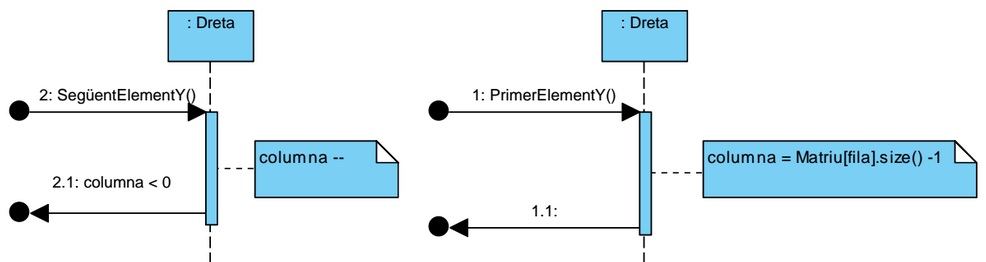 : Dreta
2: SegüentElementY()
columna --
2.1: columna < 0
: Dreta
1: PrimerElementY()
columna = Matriu[fila].size() -1
1.1: